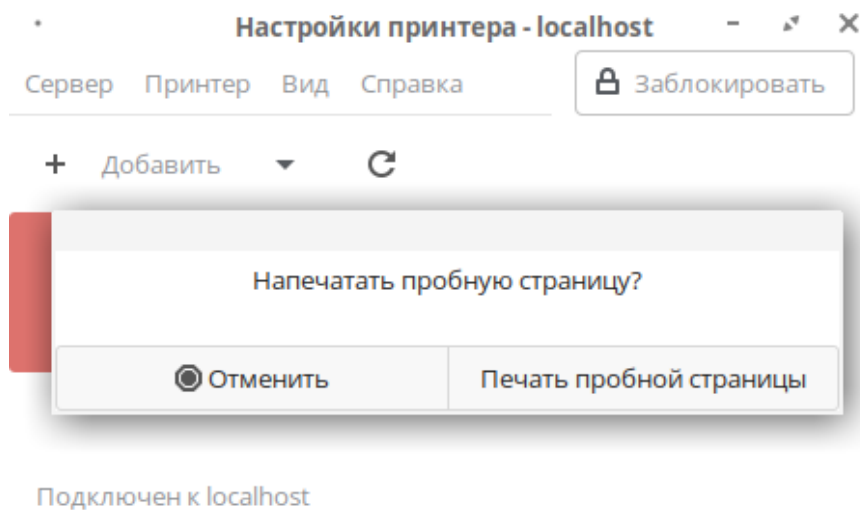 Настройки принтера - localhost
Сервер Принтер Вид Справка Заблокировать
Добавить
Напечатать пробную страницу?
Отменить Печать пробной страницы
Подключен к localhost